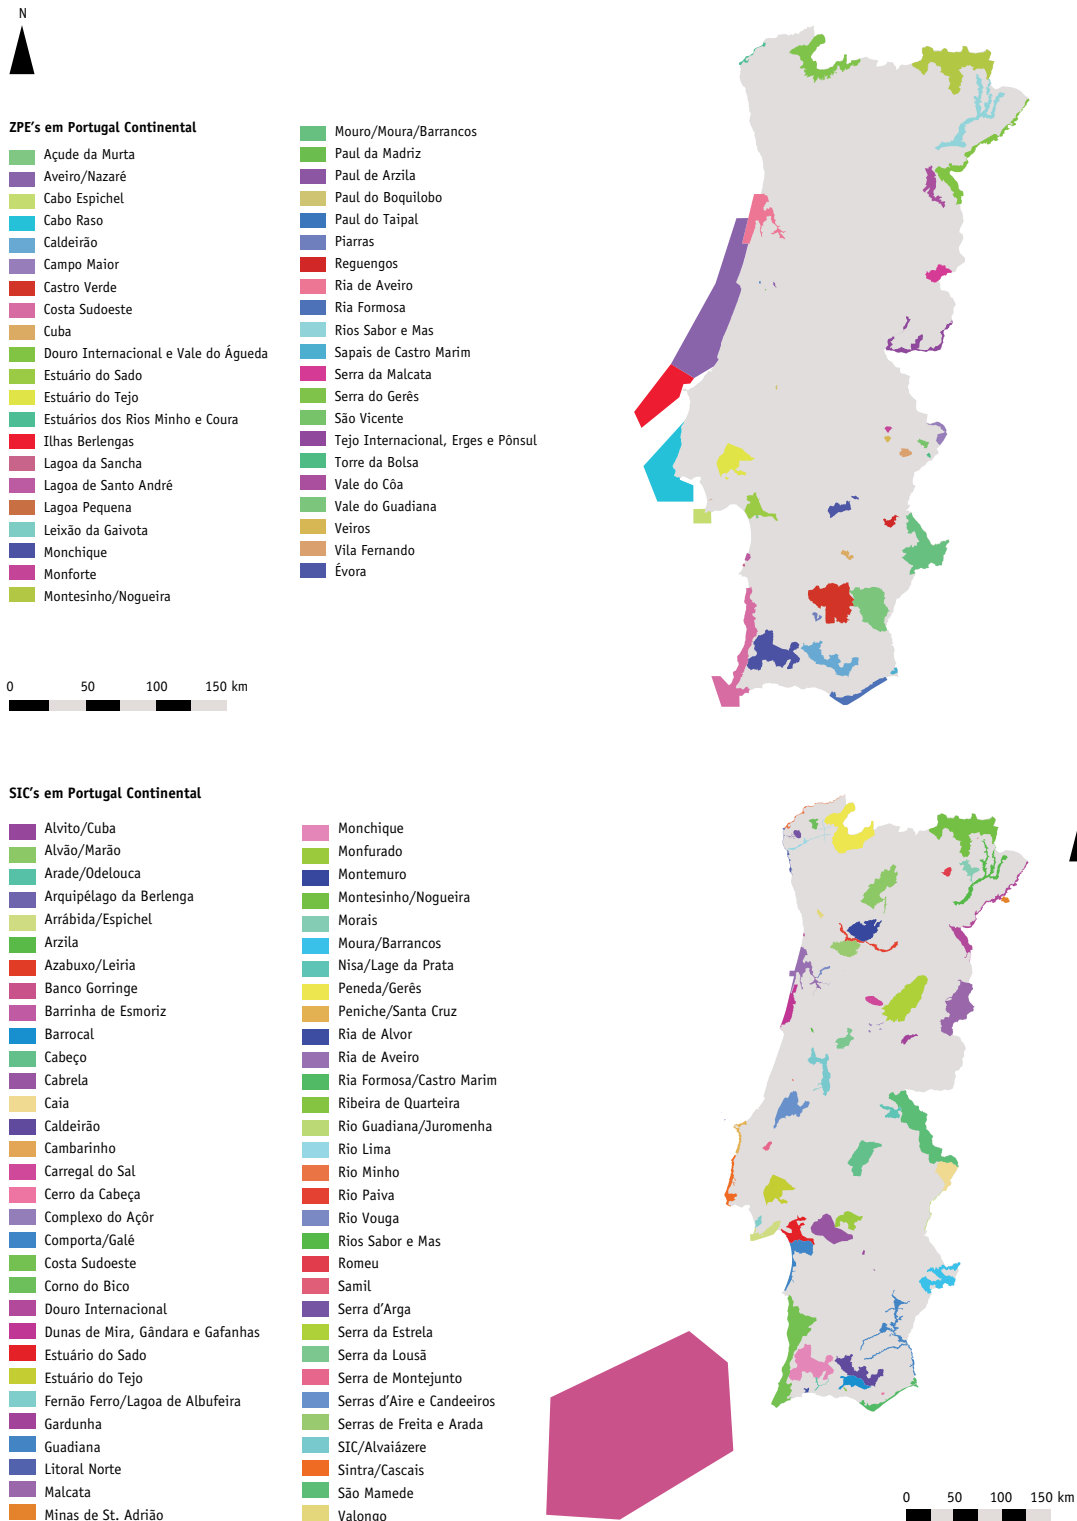 N
ZPE's em Portugal Continental
Açude da Murta
Aveiro/Nazaré
Cabo Espichel
Cabo Raso
Caldeirão
Campo Maior
Castro Verde
Costa Sudoeste
Cuba
Douro Internacional e Vale do Águeda
Estuário do Sado
Estuário do Tejo
Estuários dos Rios Minho e Coura
Ilhas Berlengas
Lagoa da Sancha
Lagoa de Santo André
Lagoa Pequena
Leixão da Gaivota
Monchique
Monforte
Montesinho/Nogueira
Mouro/Moura/Barrancos
Paul da Madriz
Paul de Arzila
Paul do Boquilobo
Paul do Taipal
Piarras
Reguengos
Ria de Aveiro
Ria Formosa
Rios Sabor e Mas
Sapais de Castro Marim
Serra da Malcata
Serra do Gerês
São Vicente
Tejo Internacional, Erges e Pônsul
Torre da Bolsa
Vale do Côa
Vale do Guadiana
Veiros
Vila Fernando
Évora
0 50 100 150 km
SIC's em Portugal Continental
Alvito/Cuba
Alvão/Marão
Arade/Odelouca
Arquipélago da Berlenga
Arrábida/Espichel
Arzila
Azabuxo/Leiria
Banco Gorringe
Barrinha de Esmoriz
Barrocal
Cabeço
Cabrela
Caia
Caldeirão
Cambarinho
Carregal do Sal
Cerro da Cabeça
Complexo do Açôr
Comporta/Galé
Costa Sudoeste
Corno do Bico
Douro Internacional
Dunas de Mira, Gândara e Gafanhas
Estuário do Sado
Estuário do Tejo
Fernão Ferro/Lagoa de Albufeira
Gardunha
Guadiana
Litoral Norte
Malcata
Minas de St. Adrião
Monchique
Monfurado
Montemuro
Montesinho/Nogueira
Morais
Moura/Barrancos
Nisa/Lage da Prata
Peneda/Gerês
Peniche/Santa Cruz
Ria de Alvor
Ria de Aveiro
Ria Formosa/Castro Marim
Ribeira de Quarteira
Rio Guadiana/Juromenha
Rio Lima
Rio Minho
Rio Paiva
Rio Vouga
Rios Sabor e Mas
Romeu
Samil
Serra d'Arga
Serra da Estrela
Serra da Lousã
Serra de Montejunto
Serras d'Aire e Candeeiros
Serras de Freita e Arada
SIC/Alvaiázere
Sintra/Cascais
São Mamede
Valongo
0 50 100 150 km